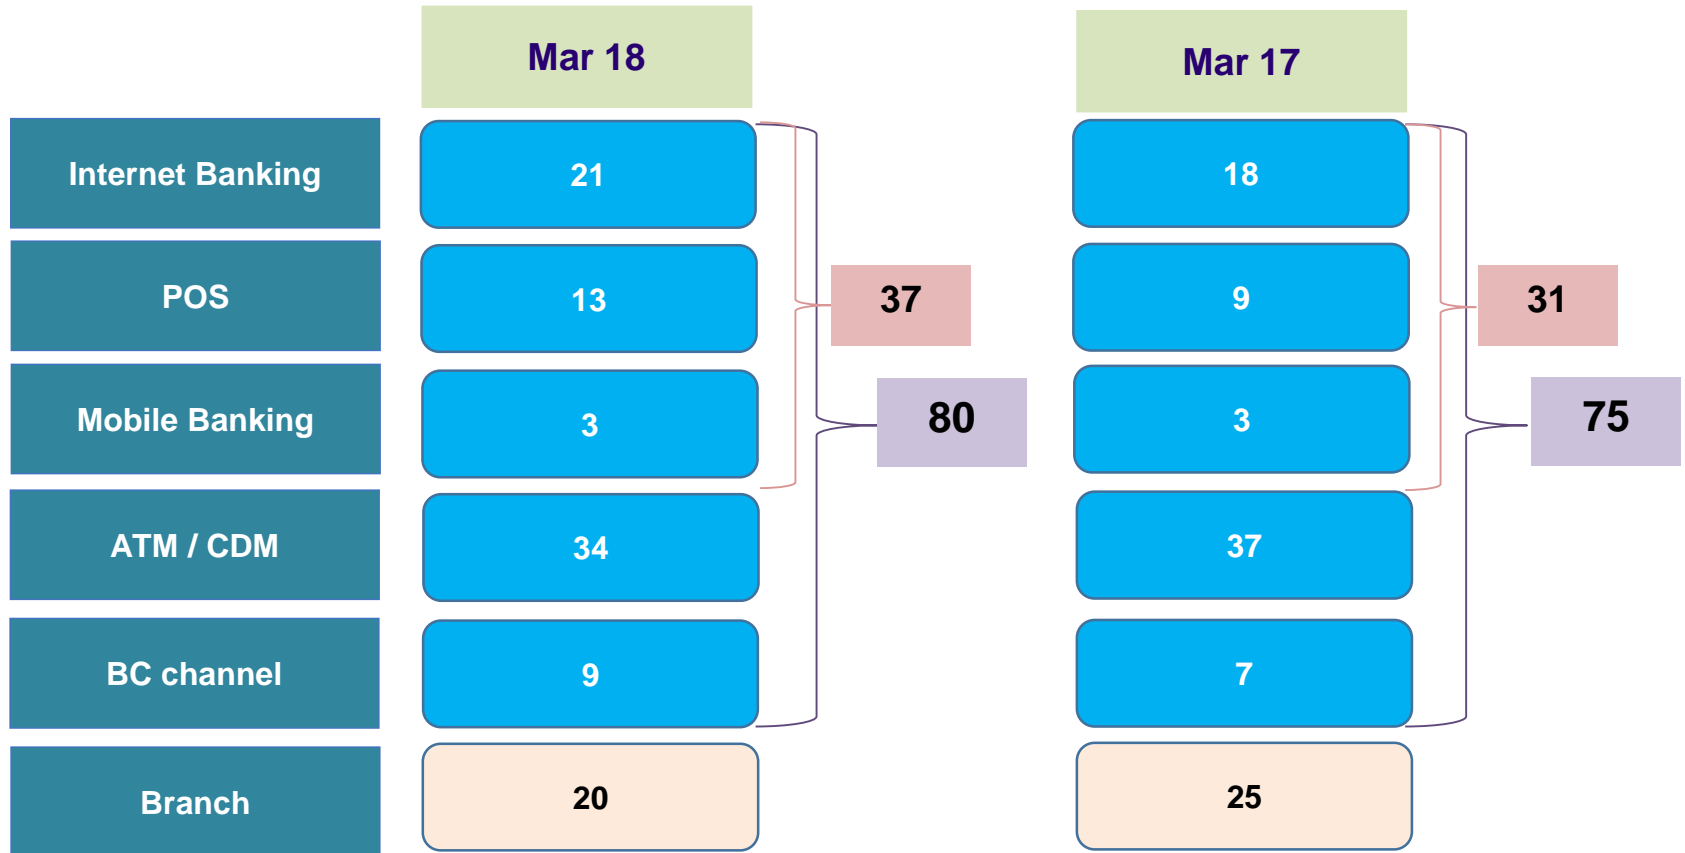 Mar 18
Mar 17
Internet Banking
21
18
POS
13
37
9
31
Mobile Banking
3
80
3
75
ATM / CDM
34
37
BC channel
9
7
Branch
20
25